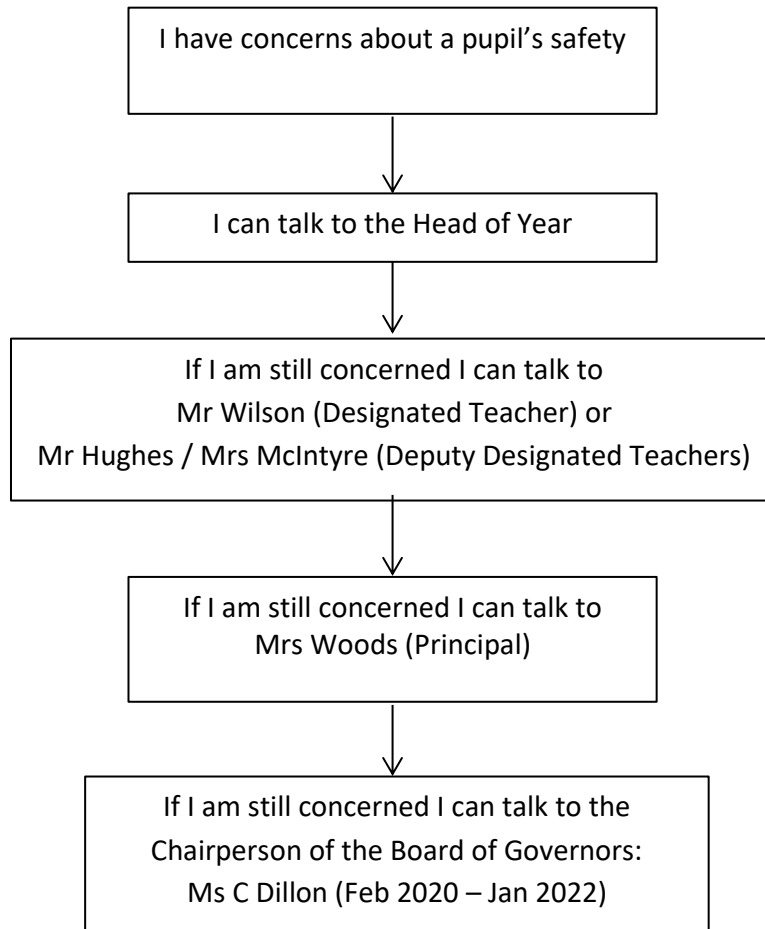 I have concerns about a pupil’s safety
I can talk to the Head of Year
If I am still concerned I can talk to
Mr Wilson (Designated Teacher) or
Mr Hughes / Mrs McIntyre (Deputy Designated Teachers)
If I am still concerned I can talk to
Mrs Woods (Principal)
If I am still concerned I can talk to the
Chairperson of the Board of Governors:
Ms C Dillon (Feb 2020 – Jan 2022)